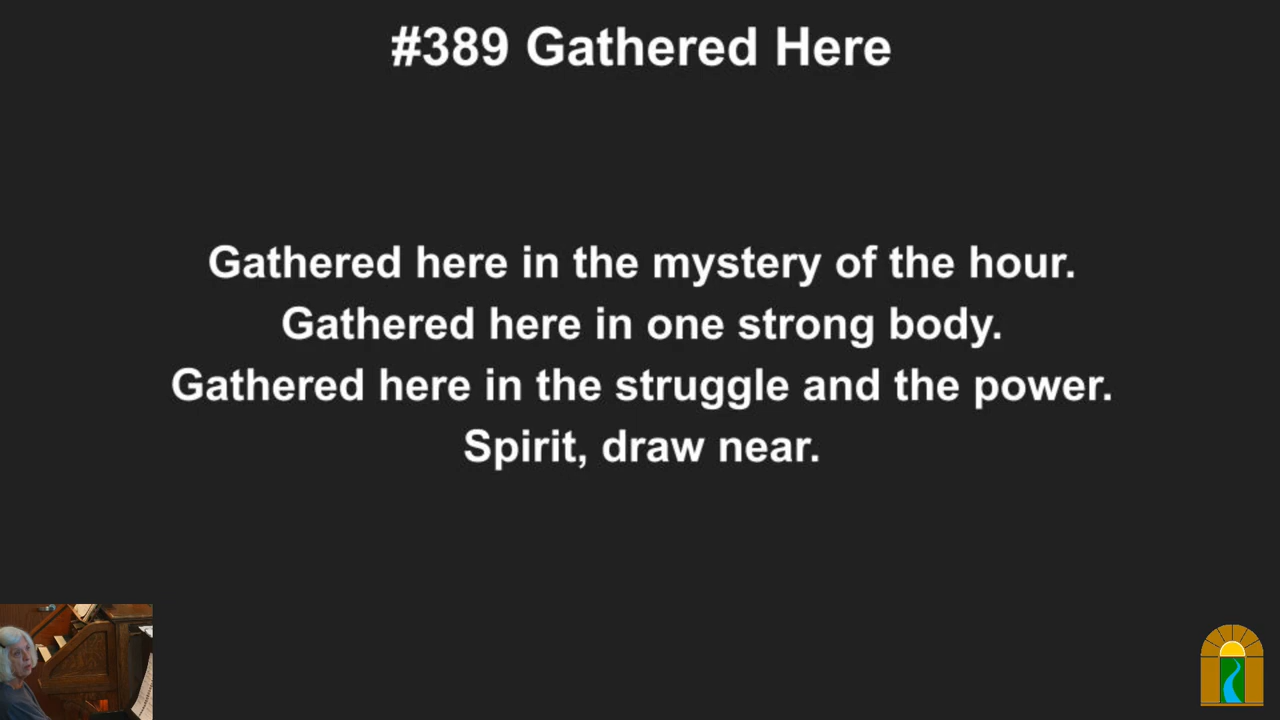 #389 Gathered Here
Gathered here in the mystery of the hour.
Gathered here in one strong body.
Gathered here in the struggle and the power.
Spirit, draw near.